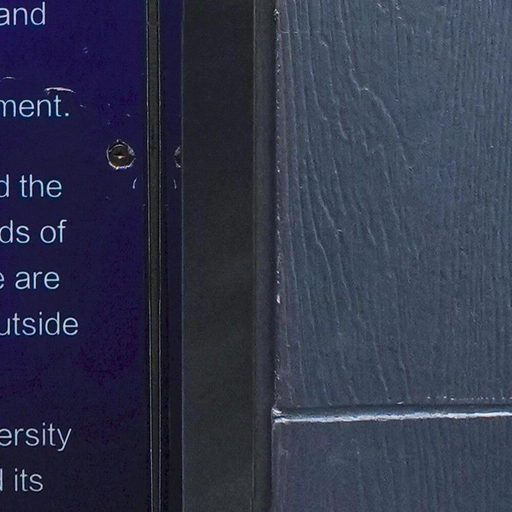 and
ment.
d the
ds of
e are
utside
ersity
d its